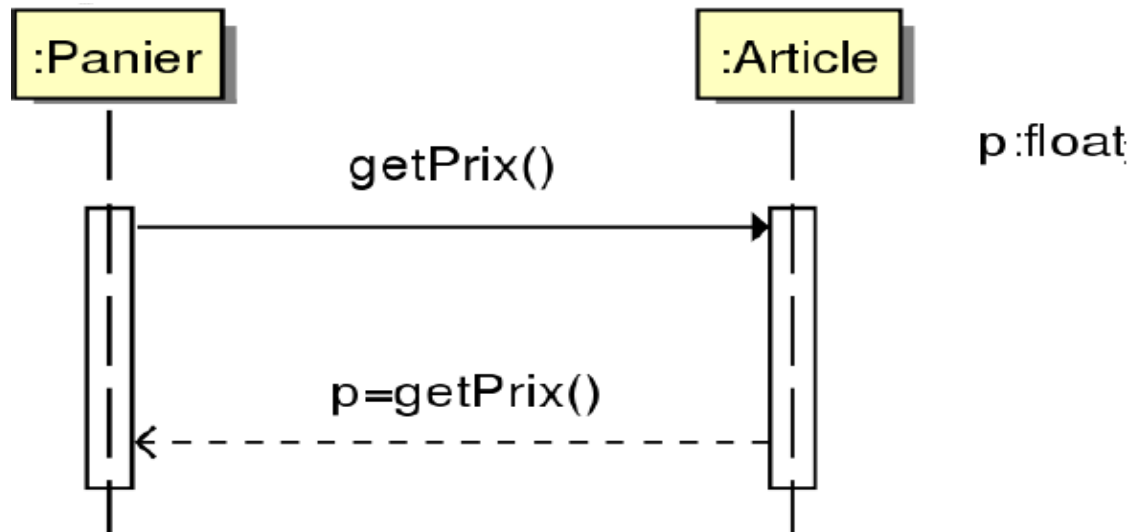 :Panier
:Article
p:float
getPrix()
p=getPrix()